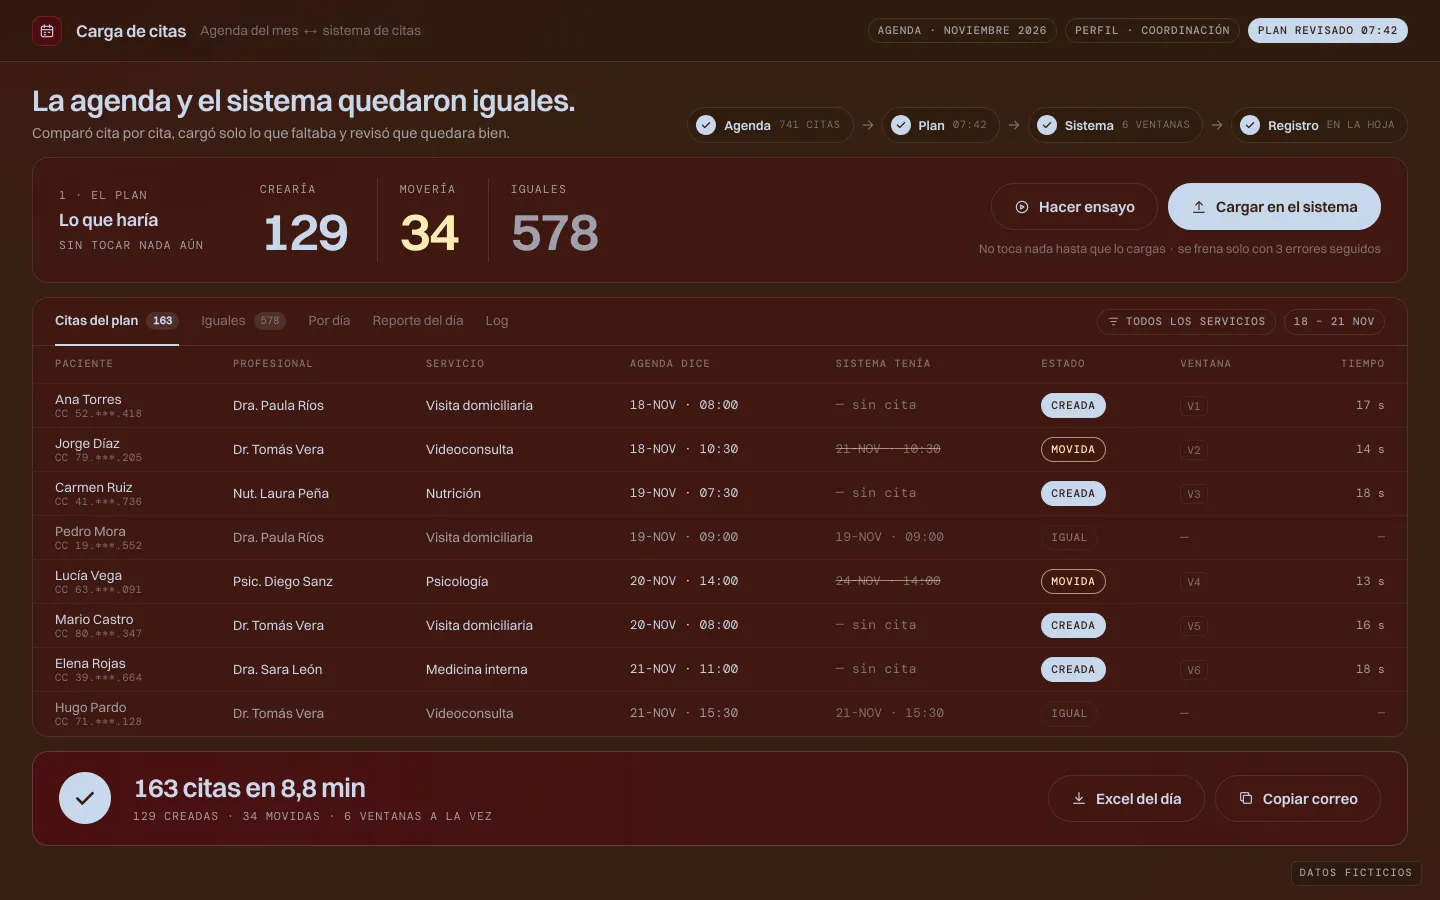 Carga de citas Agenda del mes ↔ sistema de citas
AGENDA · NOVIEMBRE 2026
PERFIL · COORDINACIÓN
PLAN REVISADO 07:42
La agenda y el sistema quedaron iguales.
Comparó cita por cita, cargó solo lo que faltaba y revisó que quedara bien.
Agenda 741 CITAS → Plan 07:42 → Sistema 6 VENTANAS → Registro EN LA HOJA
1 · EL PLAN
Lo que haría
SIN TOCAR NADA AÚN
CREARÍA
129
MOVERÍA
34
IGUALES
578
Hacer ensayo
Cargar en el sistema
No toca nada hasta que lo cargas · se frena solo con 3 errores seguidos
Citas del plan 163 Iguales 578 Por día Reporte del día Log
TODOS LOS SERVICIOS
18 – 21 NOV
PACIENTE PROFESIONAL SERVICIO AGENDA DICE SISTEMA TENÍA ESTADO VENTANA TIEMPO
Ana Torres
CC 52.***.418
Dra. Paula Ríos Visita domiciliaria 18-NOV · 08:00 — sin cita CREADA V1 17 s
Jorge Díaz
CC 79.***.205
Dr. Tomás Vera Videoconsulta 18-NOV · 10:30 21-NOV · 10:30 MOVIDA V2 14 s
Carmen Ruiz
CC 41.***.736
Nut. Laura Peña Nutrición 19-NOV · 07:30 — sin cita CREADA V3 18 s
Pedro Mora
CC 19.***.552
Dra. Paula Ríos Visita domiciliaria 19-NOV · 09:00 19-NOV · 09:00 IGUAL — —
Lucía Vega
CC 63.***.091
Psic. Diego Sanz Psicología 20-NOV · 14:00 24-NOV · 14:00 MOVIDA V4 13 s
Mario Castro
CC 80.***.347
Dr. Tomás Vera Visita domiciliaria 20-NOV · 08:00 — sin cita CREADA V5 16 s
Elena Rojas
CC 39.***.664
Dra. Sara León Medicina interna 21-NOV · 11:00 — sin cita CREADA V6 18 s
Hugo Pardo
CC 71.***.128
Dr. Tomás Vera Videoconsulta 21-NOV · 15:30 21-NOV · 15:30 IGUAL — —
163 citas en 8,8 min
129 CREADAS · 34 MOVIDAS · 6 VENTANAS A LA VEZ
Excel del día
Copiar correo
DATOS FICTICIOS